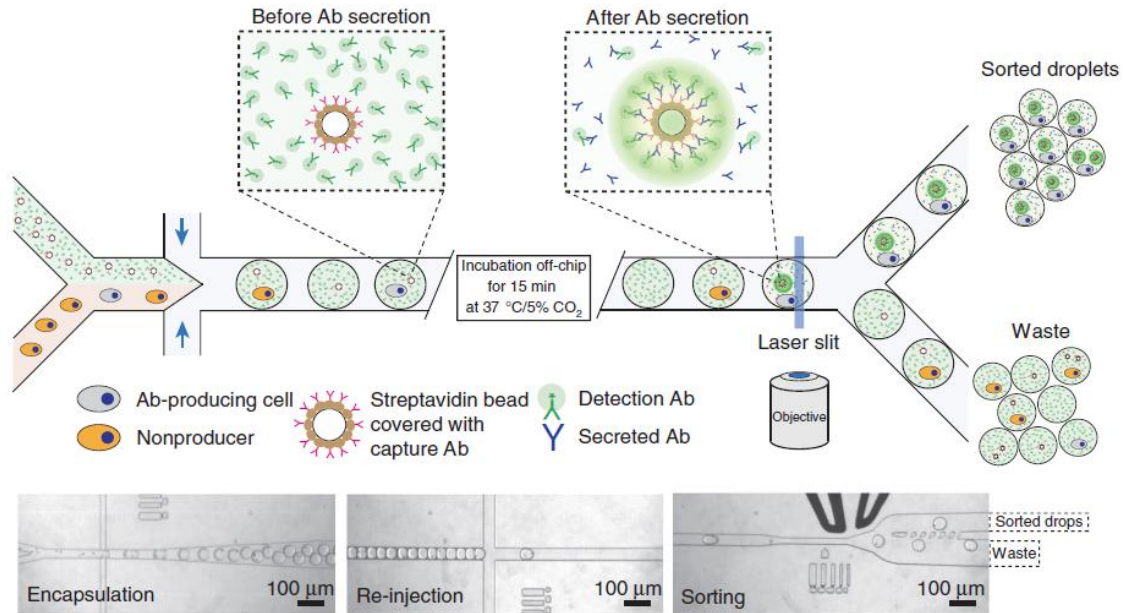 Before Ab secretion
After Ab secretion
Sorted droplets
Incubation off-chip
for 15 min
at 37 °C/5% CO₂
Laser slit
Waste
Ab-producing cell
Nonproducer
Streptavidin bead
covered with
capture Ab
Detection Ab
Secreted Ab
Objective
Encapsulation
100 μm
Re-injection
100 μm
Sorting
100 μm
Sorted drops
Waste